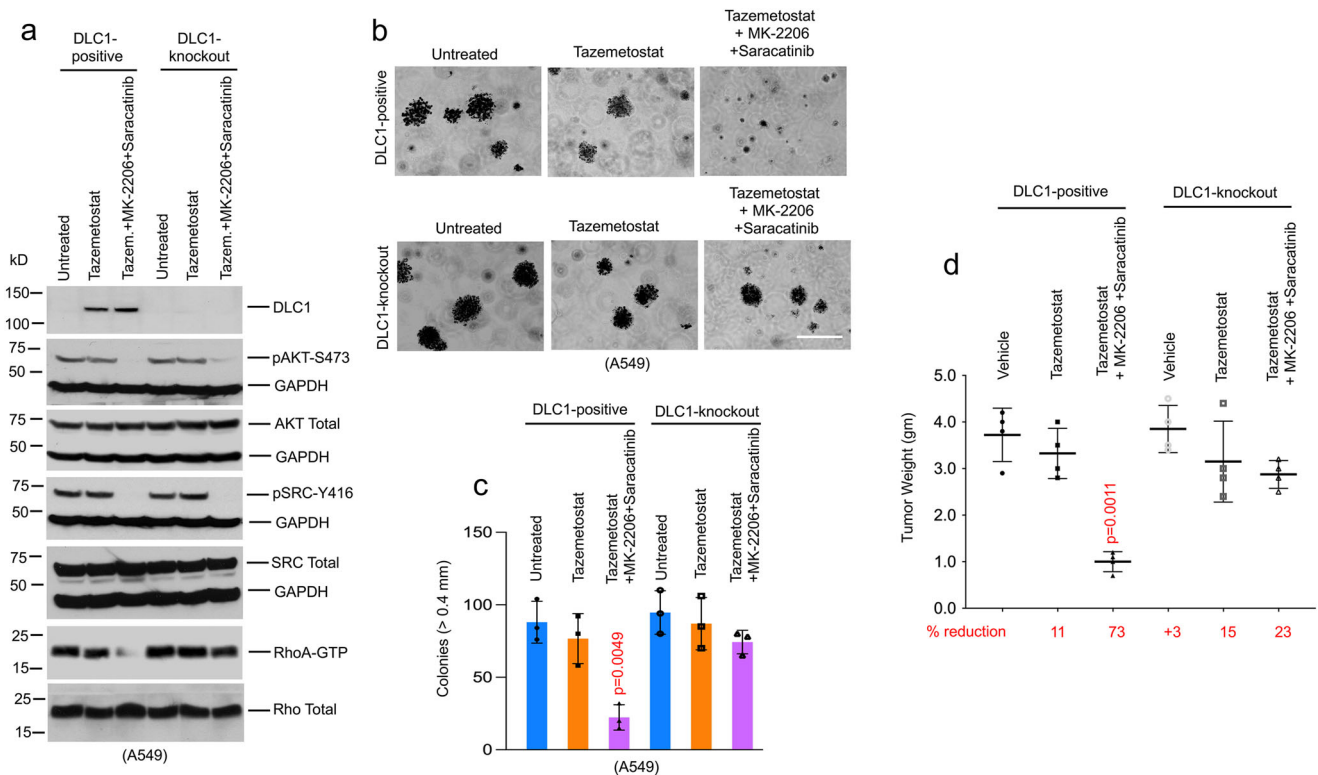 a
DLC1-
positive
DLC1-
knockout
Untreated
Tazemetostat
Tazem.+MK-2206+Saracatinib
Untreated
Tazemetostat
Tazem.+MK-2206+Saracatinib
kD
150
100
DLC1
75
50
pAKT-S473
GAPDH
75
50
AKT Total
GAPDH
75
50
pSRC-Y416
GAPDH
75
50
SRC Total
GAPDH
25
15
RhoA-GTP
25
15
Rho Total
(A549)
b
Untreated
Tazemetostat
Tazemetostat
+ MK-2206
+Saracatinib
DLC1-positive
Untreated
Tazemetostat
Tazemetostat
+ MK-2206
+Saracatinib
DLC1-knockout
(A549)
c
DLC1-positive
DLC1-knockout
Untreated
Tazemetostat
Tazemetostat
+MK-2206+Saracatinib
Untreated
Tazemetostat
Tazemetostat
+MK-2206+Saracatinib
Colonies (> 0.4 mm)
150
100
50
0
p=0.0049
(A549)
d
DLC1-positive
DLC1-knockout
Vehicle
Tazemetostat
Tazemetostat
+ MK-2206 +Saracatinib
Vehicle
Tazemetostat
Tazemetostat
+ MK-2206 +Saracatinib
Tumor Weight (gm)
5.0
4.0
3.0
2.0
1.0
0.0
p=0.0011
% reduction 11 73 +3 15 23